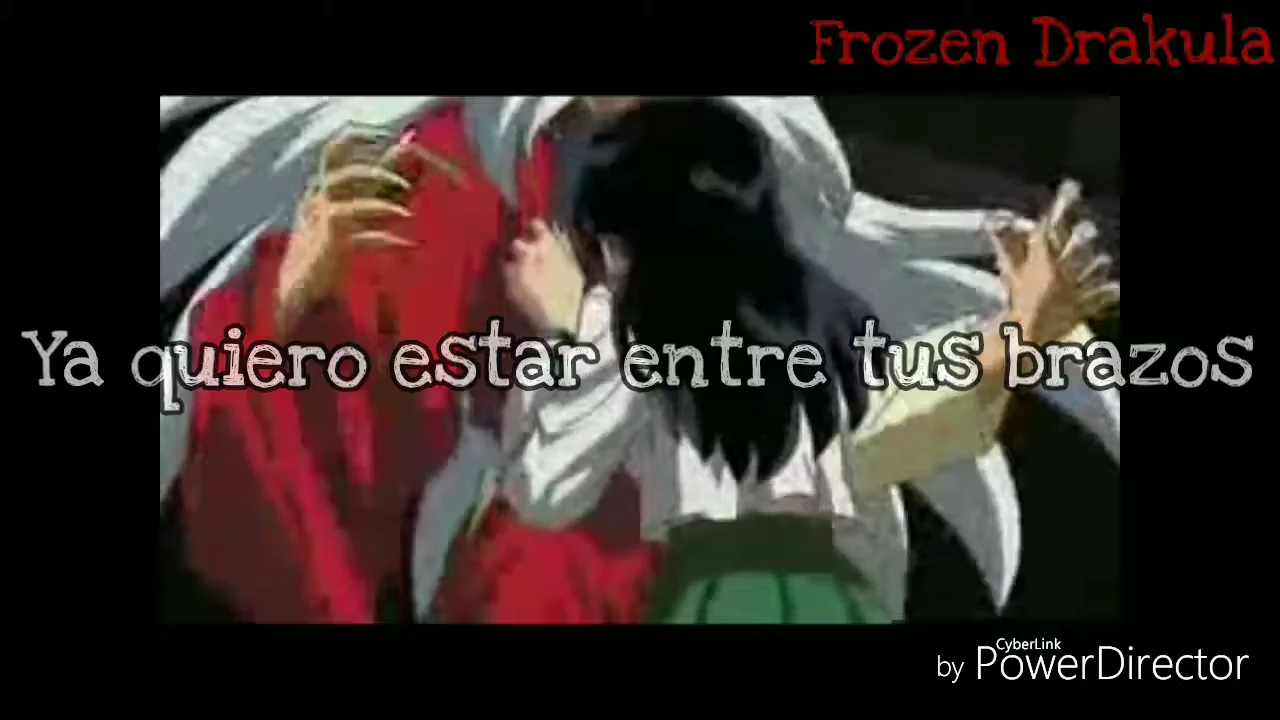 Frozen Drakula
Ya quiero estar entre tus brazos
CyberLink
by PowerDirector